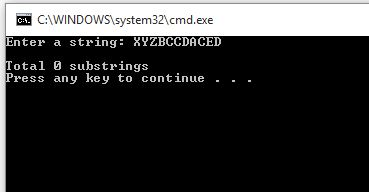 C:\WINDOWS\system32\cmd.exe
Enter a string: XYZBCCDACED
Total 0 substrings
Press any key to continue . . .